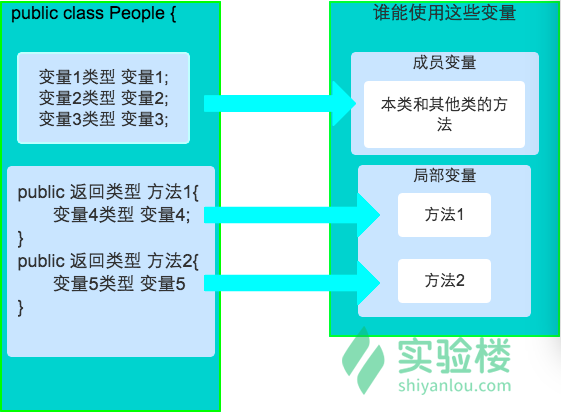 public class People {
变量1类型 变量1;
变量2类型 变量2;
变量3类型 变量3;
public 返回类型 方法1{
变量4类型 变量4;
}
public 返回类型 方法2{
变量5类型 变量5
}
谁能使用这些变量
成员变量
本类和其他类的方
法
局部变量
方法1
方法2
实验楼
shiyanlou.com